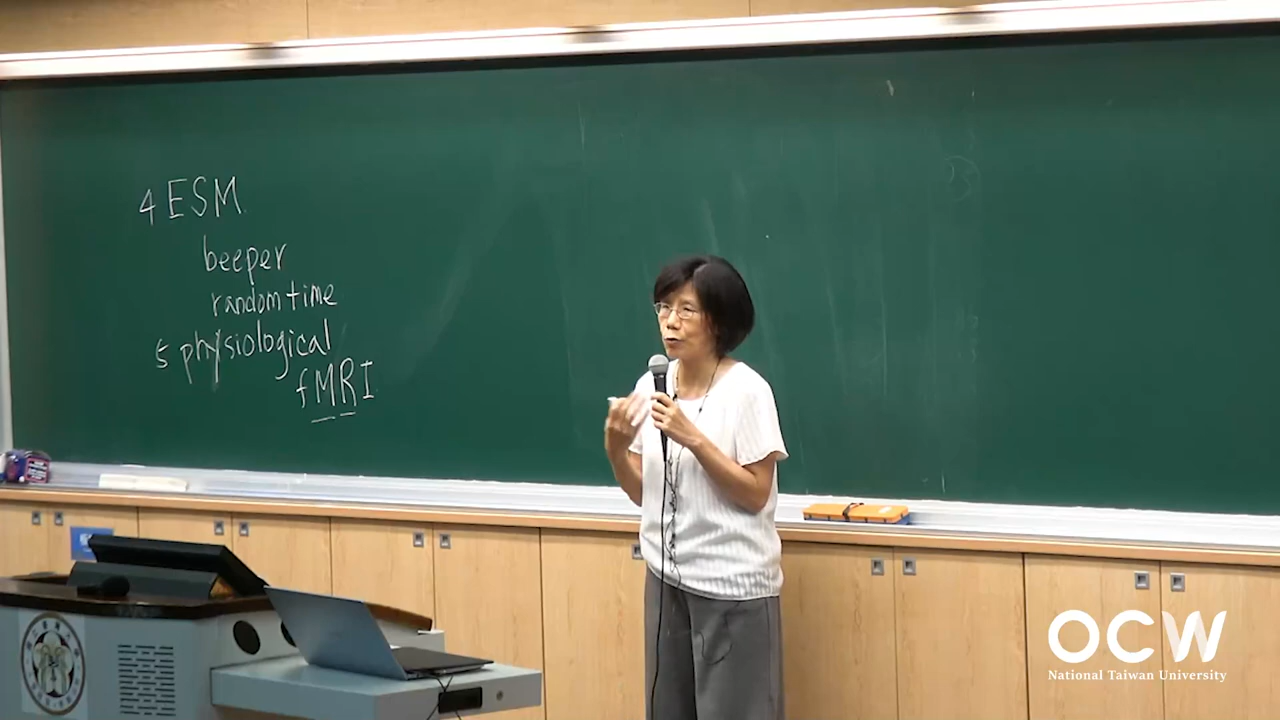 4 ESM
beeper
random time
5 physiological
fMRI
OCW
National Taiwan University